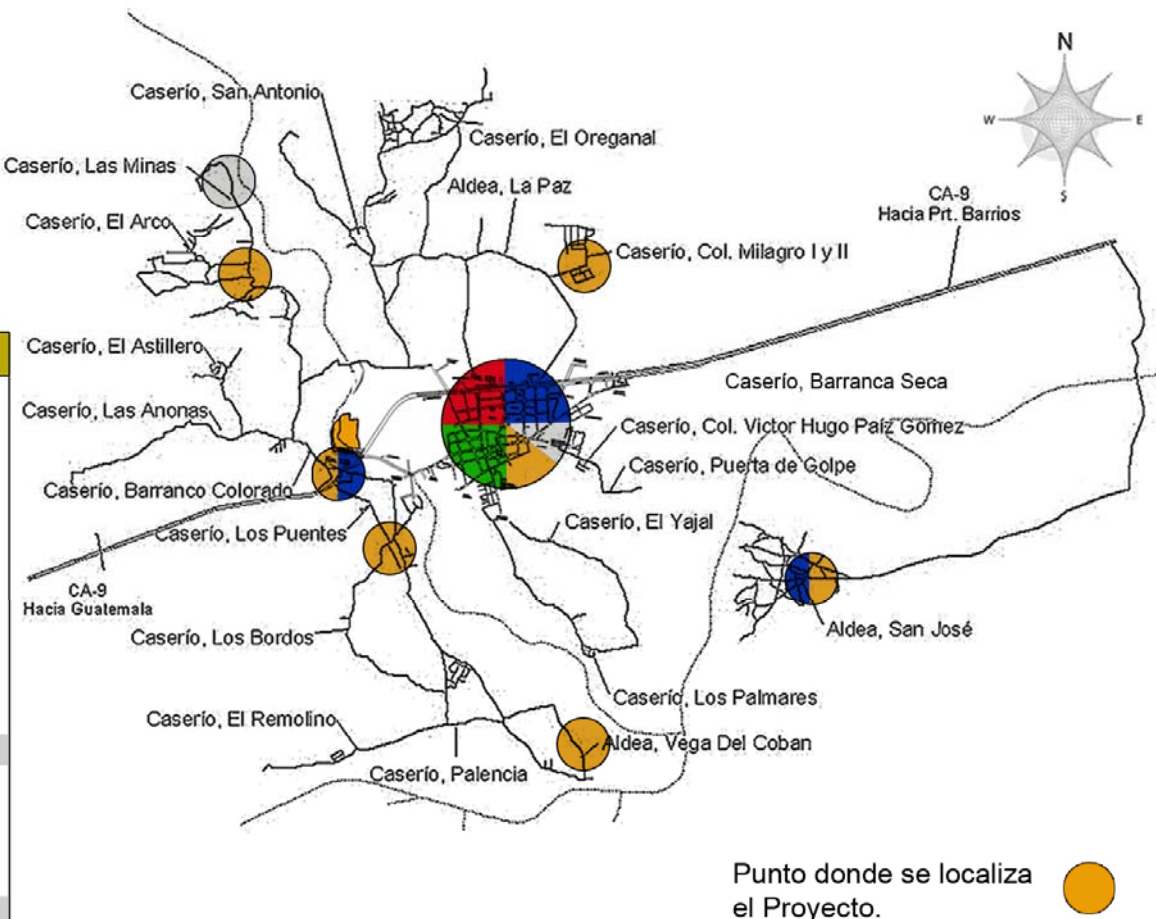 N
W
E
S
Caserío, San Antonio
Caserío, El Oreganal
Caserío, Las Minas
Aldea, La Paz
CA-9
Hacia Prt. Barrios
Caserío, El Arco
Caserío, Col. Milagro I y II
Caserío, El Astillero
Caserío, Barranca Seca
Caserío, Las Anonas
Caserío, Col. Victor Hugo Paíz Gomez
Caserío, Puerta de Golpe
Caserío, Barranco Colorado
Caserío, El Yajal
Caserío, Los Puentes
CA-9
Hacia Guatemala
Caserío, Los Bordos
Aldea, San José
Caserío, Los Palmares
Caserío, El Remolino
Aldea, Vega Del Coban
Caserío, Palencia
Punto donde se localiza
el Proyecto.